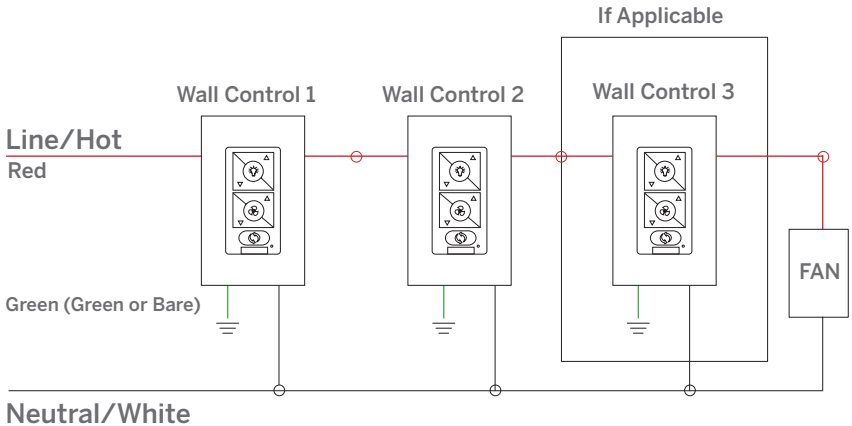 If Applicable
Wall Control 1
Wall Control 2
Wall Control 3
Line/Hot
Red
FAN
Green (Green or Bare)
Neutral/White